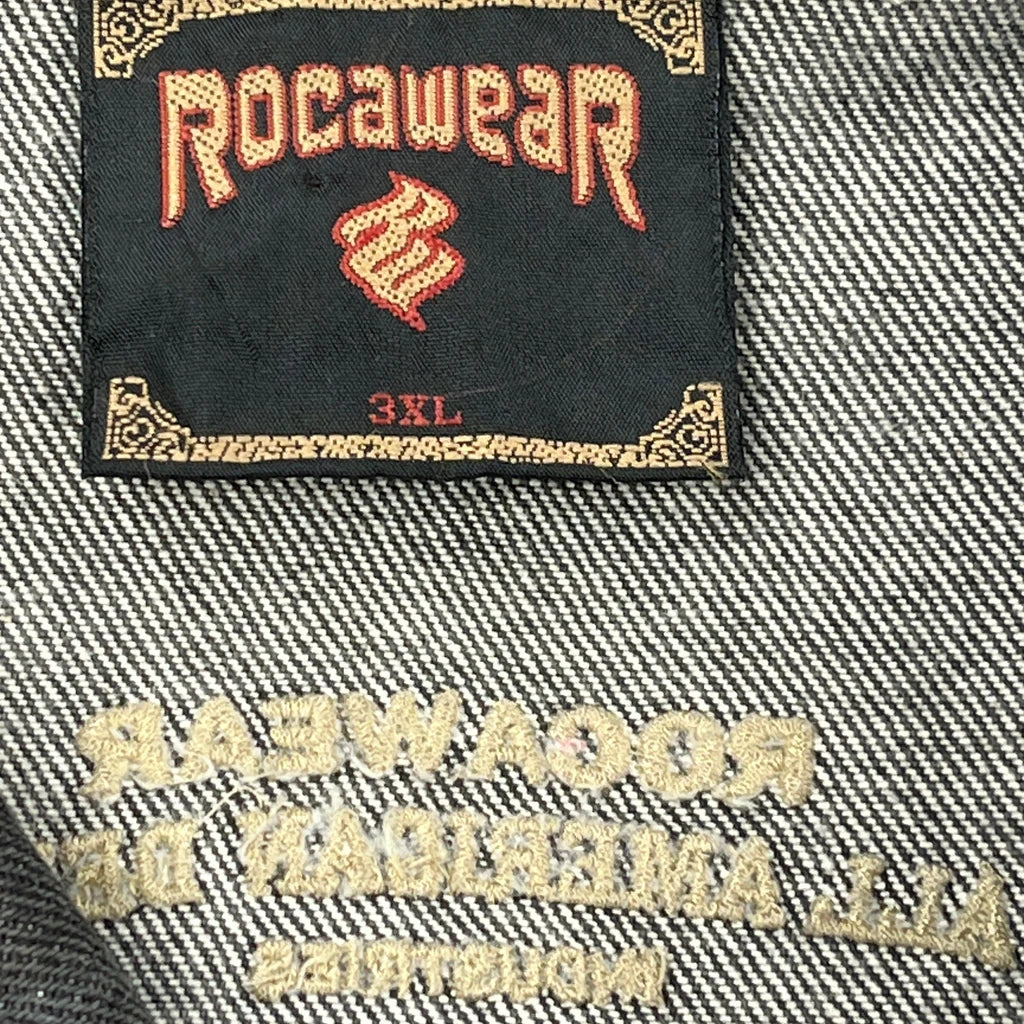 ROCAWEAR
3XL
ROCAWEAR
ALL AMERICAN
INDUSTRIES